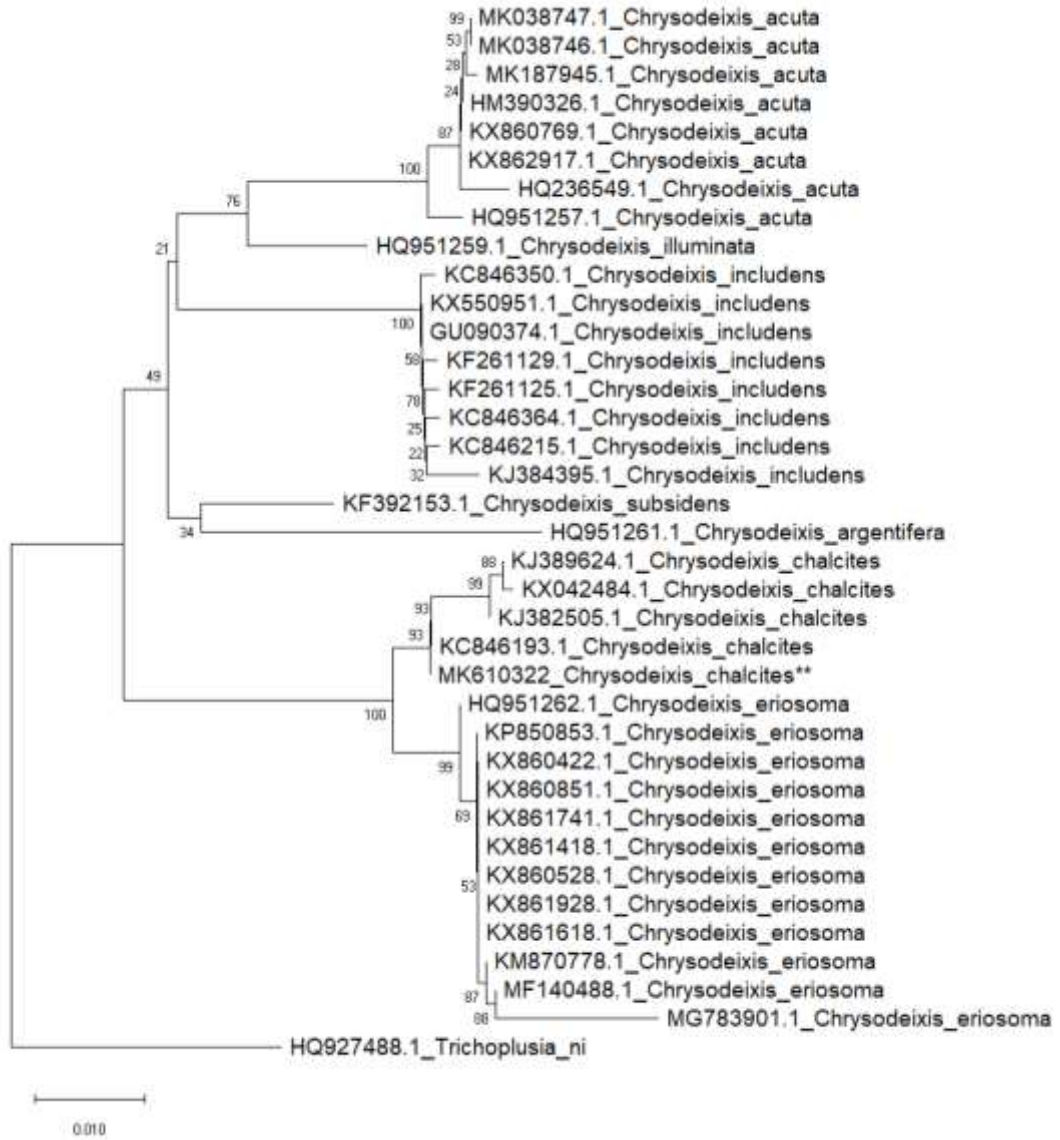 99
MK038747.1_Chrysodeixis_acuta
53
MK038746.1_Chrysodeixis_acuta
28
MK187945.1_Chrysodeixis_acuta
24
HM390326.1_Chrysodeixis_acuta
87
KX860769.1_Chrysodeixis_acuta
KX862917.1_Chrysodeixis_acuta
100
HQ236549.1_Chrysodeixis_acuta
76
HQ951257.1_Chrysodeixis_acuta
21
HQ951259.1_Chrysodeixis_illuminata
KC846350.1_Chrysodeixis_includens
KX550951.1_Chrysodeixis_includens
100
GU090374.1_Chrysodeixis_includens
58
KF261129.1_Chrysodeixis_includens
49
KF261125.1_Chrysodeixis_includens
78
KC846364.1_Chrysodeixis_includens
25
KC846215.1_Chrysodeixis_includens
22
32
KJ384395.1_Chrysodeixis_includens
KF392153.1_Chrysodeixis_subsidens
34
HQ951261.1_Chrysodeixis_argentifera
88
KJ389624.1_Chrysodeixis_chalcites
99
KX042484.1_Chrysodeixis_chalcites
93
KJ382505.1_Chrysodeixis_chalcites
93
KC846193.1_Chrysodeixis_chalcites
MK610322_Chrysodeixis_chalcites**
100
HQ951262.1_Chrysodeixis_eriosoma
KP850853.1_Chrysodeixis_eriosoma
99
KX860422.1_Chrysodeixis_eriosoma
KX860851.1_Chrysodeixis_eriosoma
69
KX861741.1_Chrysodeixis_eriosoma
KX861418.1_Chrysodeixis_eriosoma
53
KX860528.1_Chrysodeixis_eriosoma
KX861928.1_Chrysodeixis_eriosoma
KX861618.1_Chrysodeixis_eriosoma
KM870778.1_Chrysodeixis_eriosoma
87
MF140488.1_Chrysodeixis_eriosoma
88
MG783901.1_Chrysodeixis_eriosoma
HQ927488.1_Trichoplusia_ni
0.010